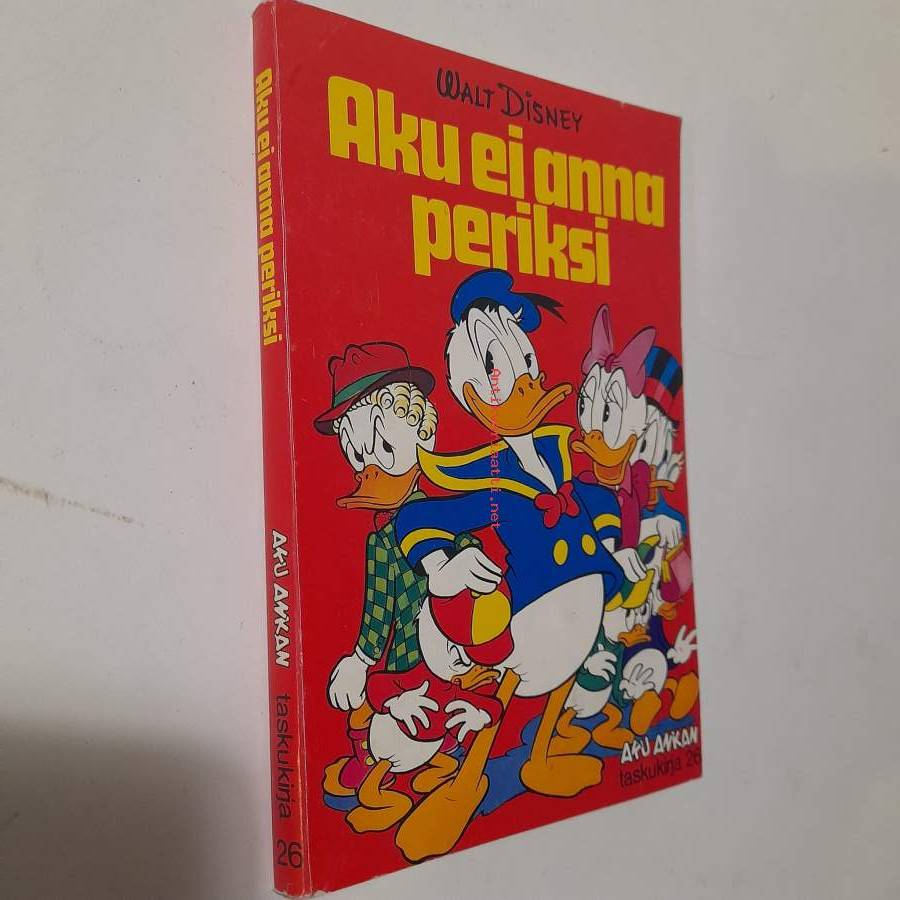 WALT DISNEY
Aku ei anna
periksi
AKU ANKAN
taskukirja 26
Aku ei anna periksi
AKU ANKAN taskukirja 26